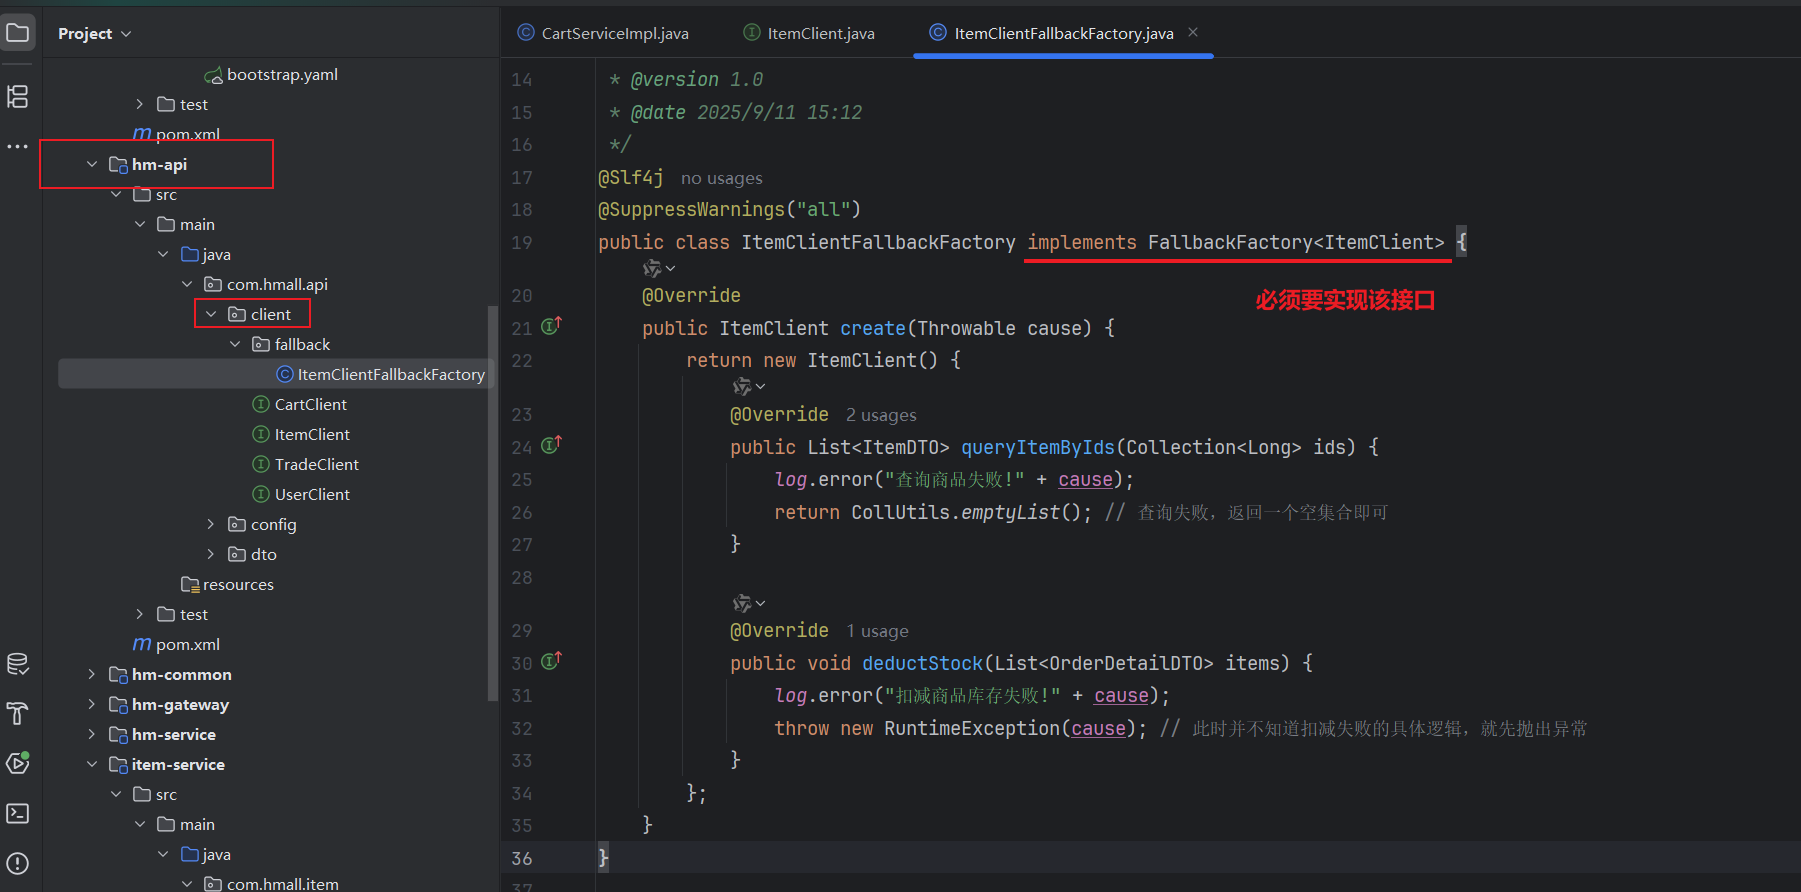 Project
bootstrap.yaml
test
pom.xml
hm-api
src
main
java
com.hmall.api
client
fallback
ItemClientFallbackFactory
CartClient
ItemClient
TradeClient
UserClient
config
dto
resources
test
pom.xml
hm-common
hm-gateway
hm-service
item-service
src
main
java
com.hmall.item
CartServiceImpl.java ItemClient.java ItemClientFallbackFactory.java
14 * @version 1.0
15 * @date 2025/9/11 15:12
16 */
17 @Slf4j no usages
18 @SuppressWarnings("all")
19 public class ItemClientFallbackFactory implements FallbackFactory<ItemClient> {
20 @Override
必须要实现该接口
21 public ItemClient create(Throwable cause) {
22 return new ItemClient() {
23 @Override 2 usages
24 public List<ItemDTO> queryItemByIds(Collection<Long> ids) {
25 log.error("查询商品失败!" + cause);
26 return CollUtils.emptyList(); // 查询失败，返回一个空集合即可
27 }
28
29 @Override 1 usage
30 public void deductStock(List<OrderDetailDTO> items) {
31 log.error("扣减商品库存失败!" + cause);
32 throw new RuntimeException(cause); // 此时并不知道扣减失败的具体逻辑，就先抛出异常
33 }
34 };
35 }
36 }
37